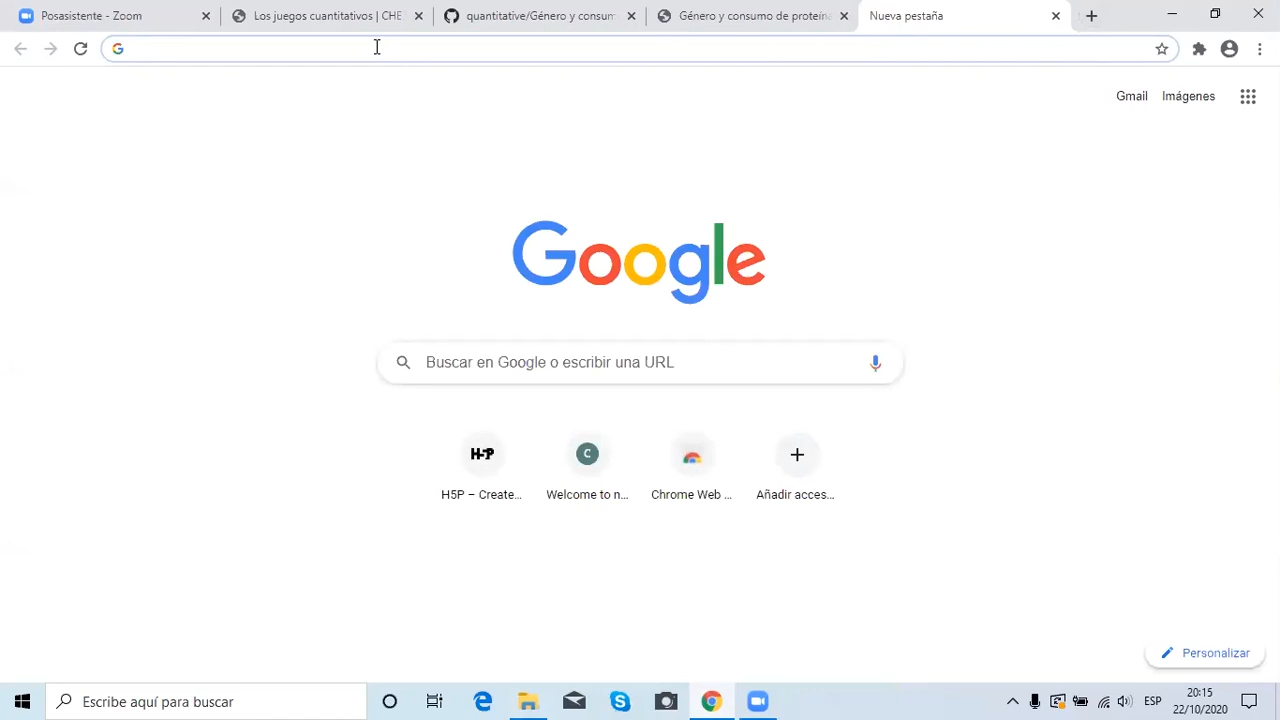 Posasistente - Zoom
Los juegos cuantitativos | CHE
quantitative/Género y consum
Género y consumo de proteína
Nueva pestaña
Gmail Imágenes
Google
Buscar en Google o escribir una URL
H5P
C
H5P – Create... Welcome to n... Chrome Web ... Añadir acces...
Personalizar
Escribe aquí para buscar
ESP
20:15
22/10/2020